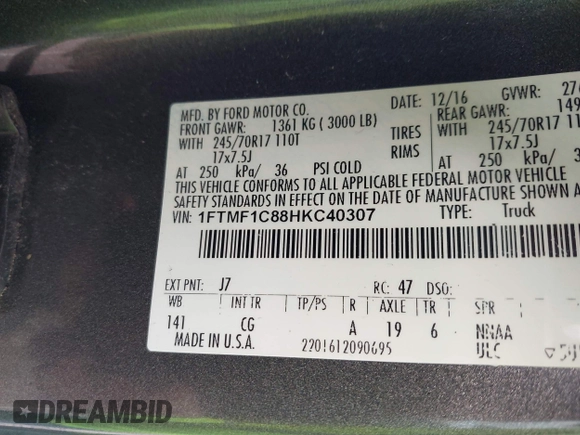 MFD. BY FORD MOTOR CO.
DATE: 12/16 GVWR:
FRONT GAWR: 1361 KG ( 3000 LB)
REAR GAWR:
WITH 245/70R17 110T TIRES WITH 245/70R17
17x7.5J RIMS 17x7.5J
AT 250 kPa/ 36 PSI COLD AT 250 kPa/
THIS VEHICLE CONFORMS TO ALL APPLICABLE FEDERAL MOTOR VEHICLE
SAFETY STANDARDS IN EFFECT ON THE DATE OF MANUFACTURE SHOWN
VIN: 1FTMF1C88HKC40307 TYPE: Truck
EXT PNT: J7 RC: 47 DSO:
WB INT TR TP/PS R AXLE TR SPR
141 CG A 19 6 NNAA
MADE IN U.S.A. 2201612090695 ULC
DREAMBID